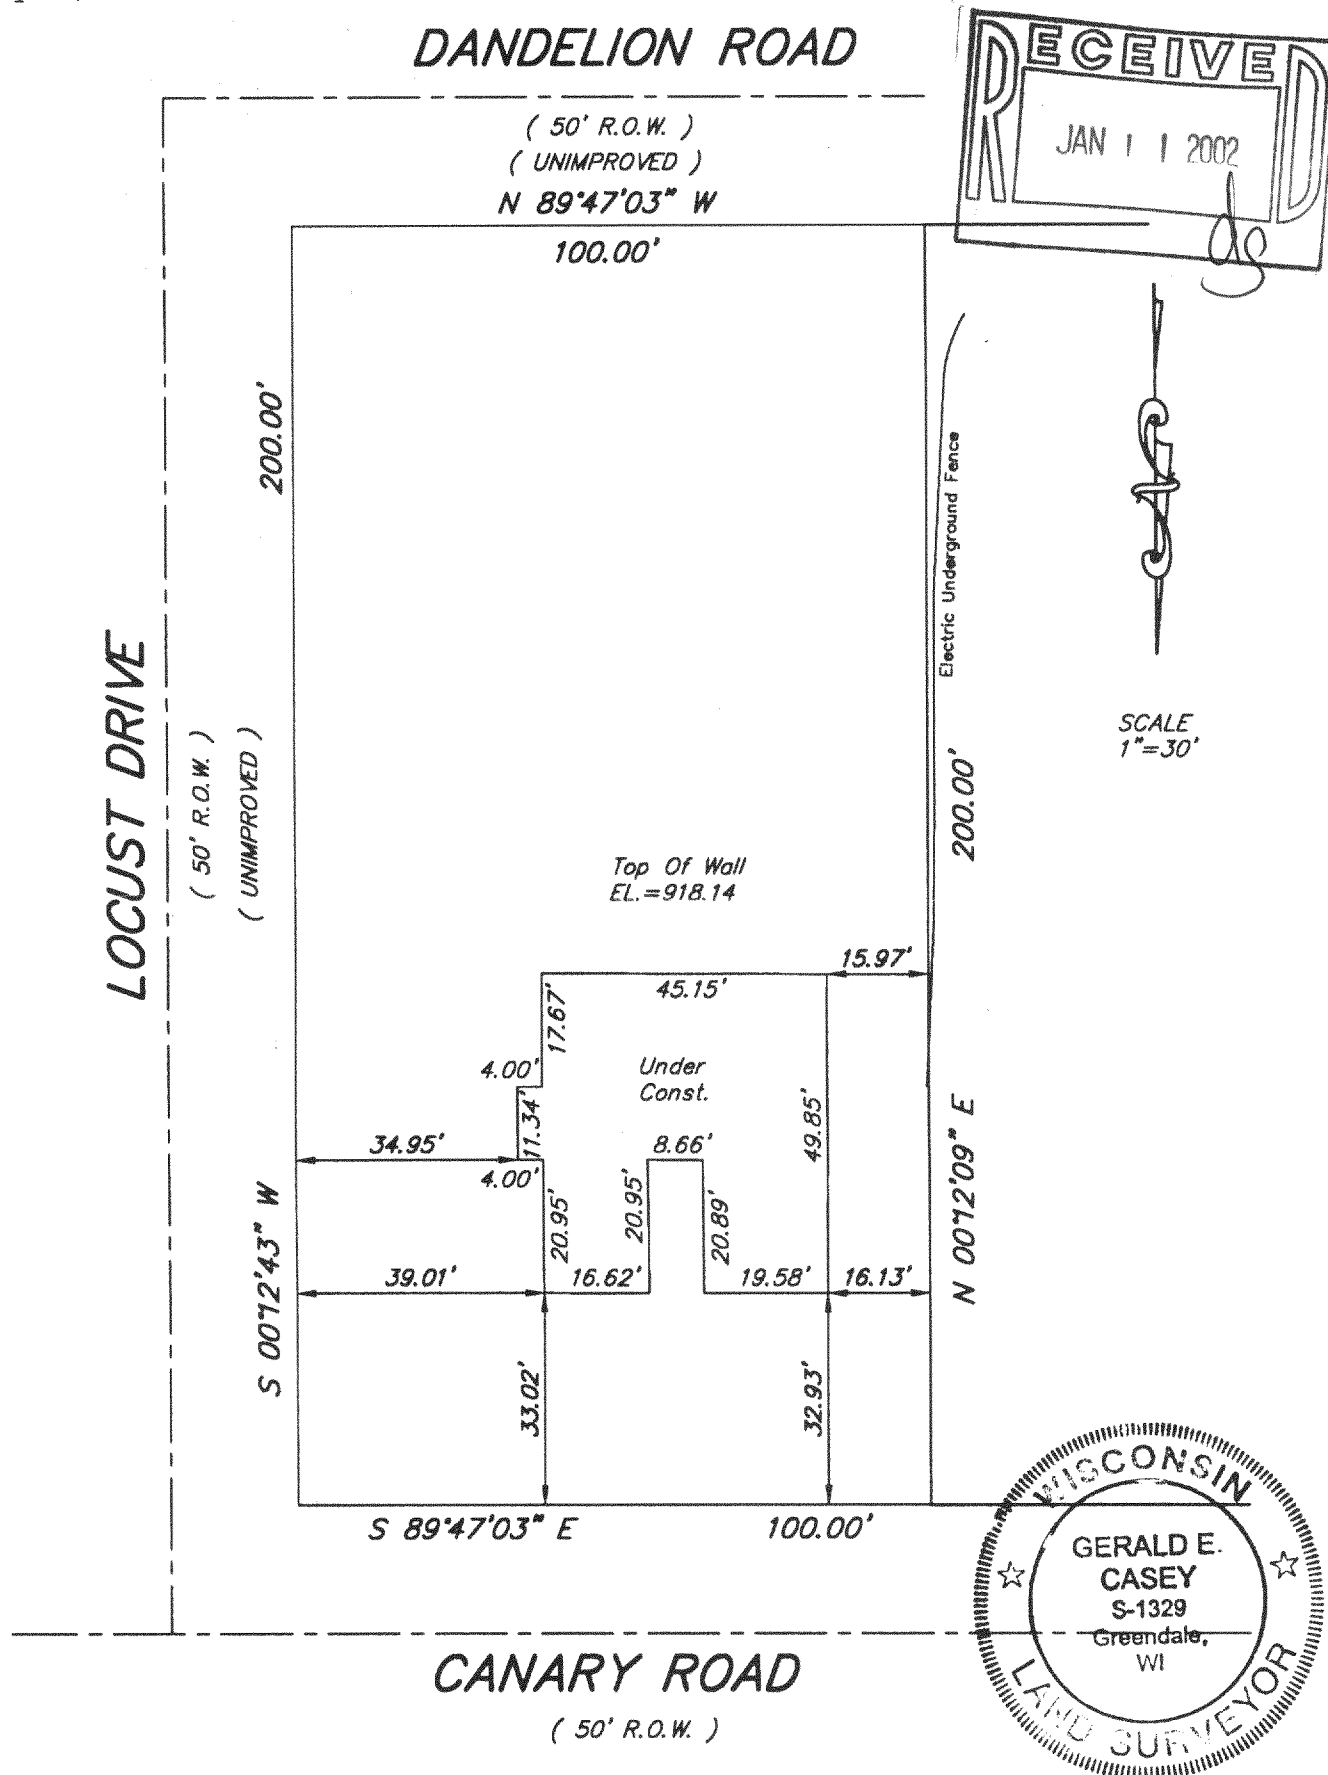 DANDELION ROAD
RECEIVED
JAN 11 2002
ds
( 50' R.O.W. )
( UNIMPROVED )
N 89°47'03" W
100.00'
200.00'
Electric Underground Fence
LOCUST DRIVE
( 50' R.O.W. )
( UNIMPROVED )
SCALE
1"=30'
200.00'
Top Of Wall
EL.=918.14
15.97'
45.15'
17.67'
4.00'
Under
Const.
11.34'
49.85'
34.95'
8.66'
4.00'
20.95'
20.95'
20.89'
S 00°12'43" W
N 00°12'09" E
39.01'
16.62'
19.58'
16.13'
33.02'
32.93'
S 89°47'03" E
100.00'
WISCONSIN
GERALD E.
CASEY
S-1329
Greendale,
WI
LAND SURVEYOR
CANARY ROAD
( 50' R.O.W. )